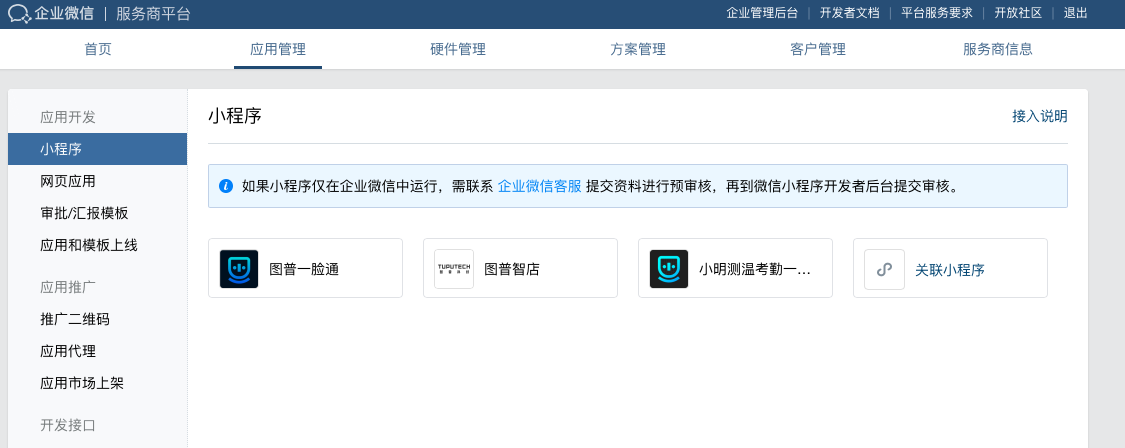 企业微信 | 服务商平台
企业管理后台 | 开发者文档 | 平台服务要求 | 开放社区 | 退出
首页 应用管理 硬件管理 方案管理 客户管理 服务商信息
应用开发
小程序
网页应用
审批/汇报模板
应用和模板上线
应用推广
推广二维码
应用代理
应用市场上架
开发接口
小程序
接入说明
如果小程序仅在企业微信中运行，需联系 企业微信客服 提交资料进行预审核，再到微信小程序开发者后台提交审核。
图普一脸通
TUPUTECH
图普科技
图普智店
小明测温考勤一...
关联小程序